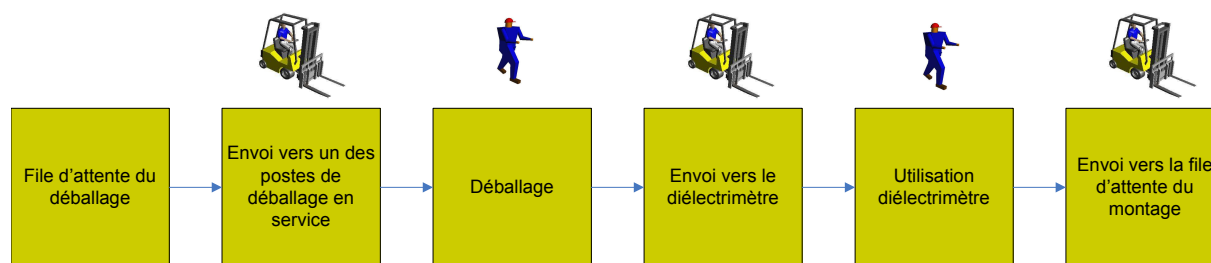 File d'attente du
déballage
Envoi vers un des
postes de
déballage en
service
Déballage
Envoi vers le
diélectrimètre
Utilisation
diélectrimètre
Envoi vers la file
d'attente du
montage